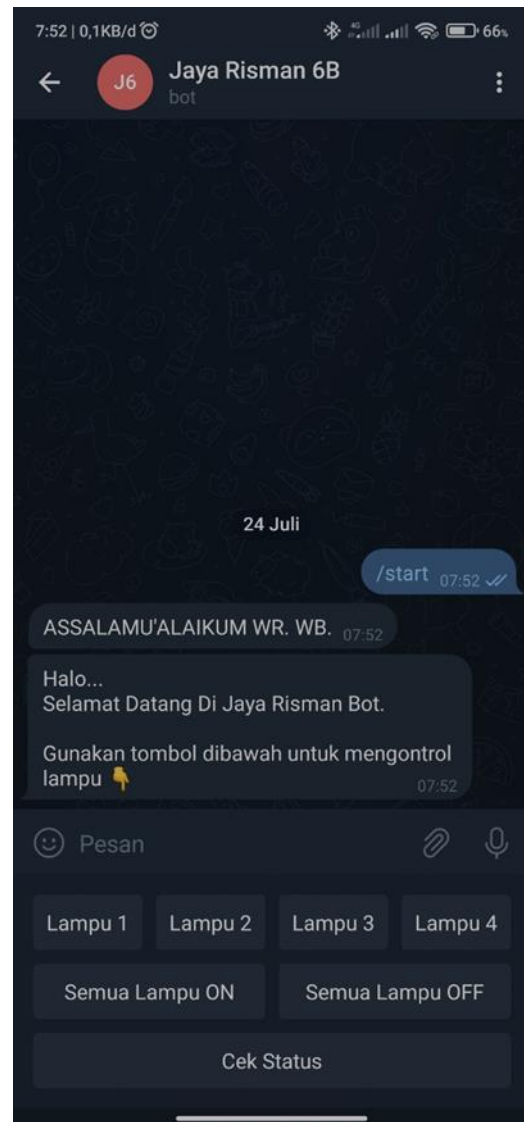 7:52 | 0,1KB/d
4G
66%
J6
Jaya Risman 6B
bot
24 Juli
/start 07:52
ASSALAMU'ALAIKUM WR. WB. 07:52
Halo...
Selamat Datang Di Jaya Risman Bot.
Gunakan tombol dibawah untuk mengontrol
lampu 👇 07:52
Pesan
Lampu 1 Lampu 2 Lampu 3 Lampu 4
Semua Lampu ON Semua Lampu OFF
Cek Status